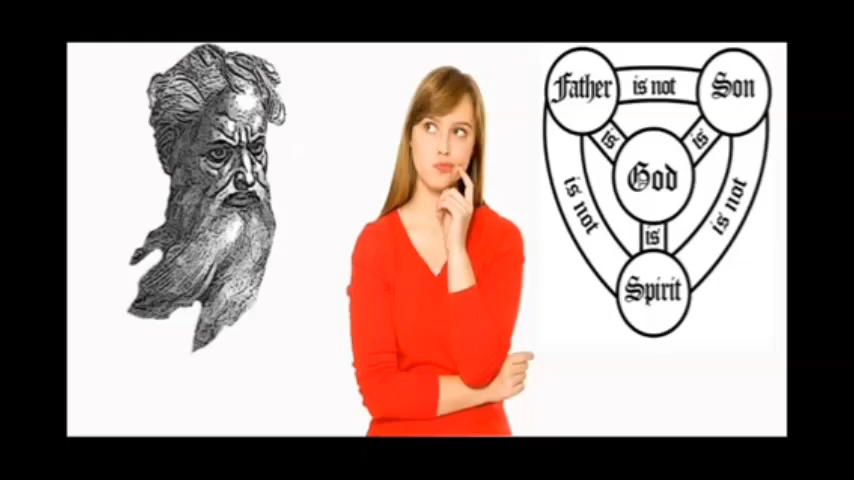 Father is not Son
is is
God
is not is not
is
Spirit